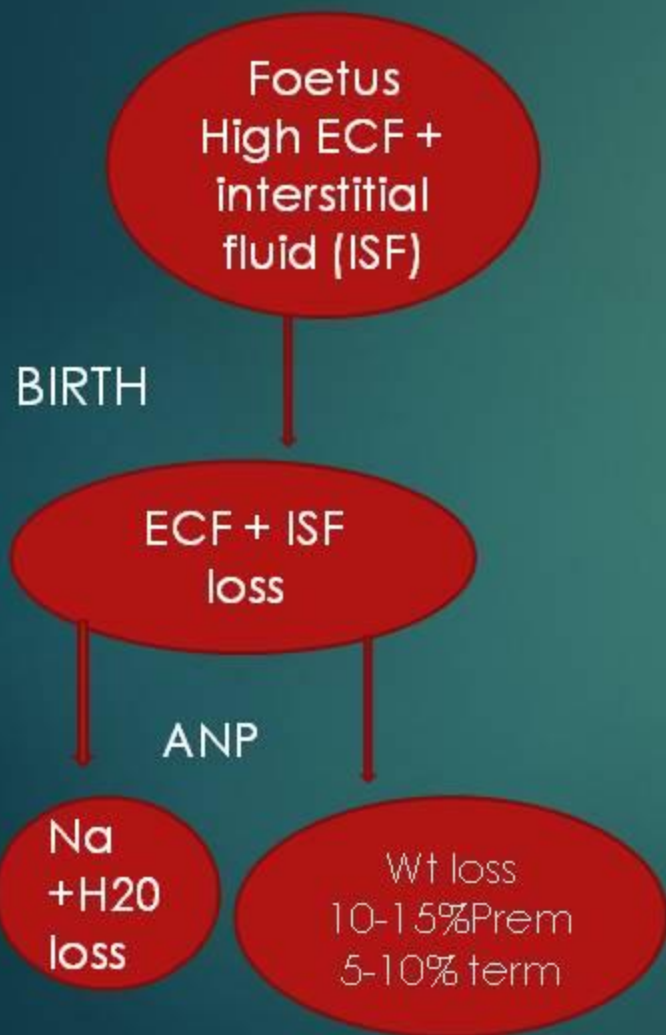 Foetus
High ECF +
interstitial
fluid (ISF)
BIRTH
ECF + ISF
loss
ANP
Na
+H20
loss
Wt loss
10-15%Prem
5-10% term